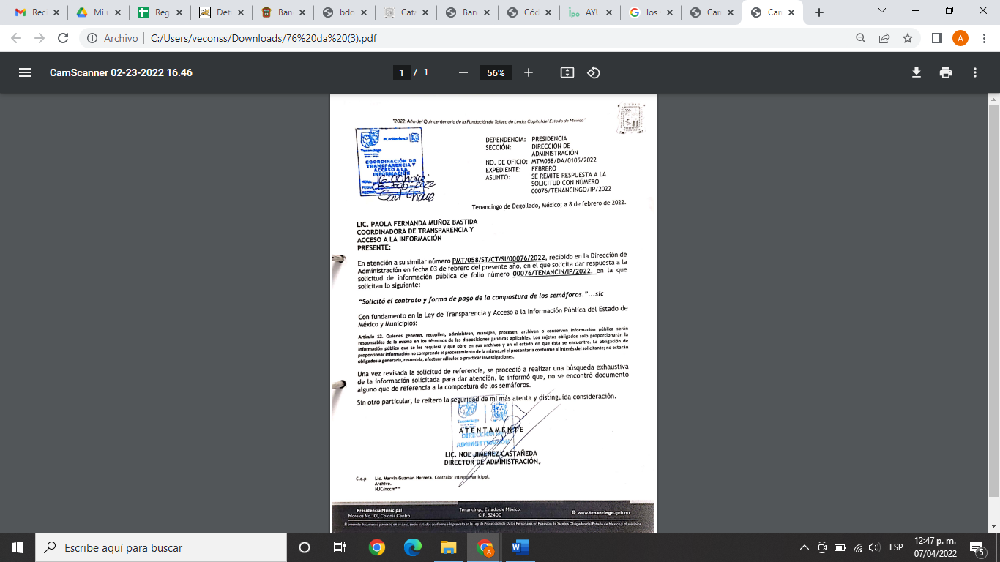 Rec
Mi u
Reg
Deta
Ban
bdo
Cata
Ban
Cód
AYU
los
Can
Can
Archivo
C:/Users/veconss/Downloads/76%20da%20(3).pdf
A
CamScanner 02-23-2022 16.46
1 / 1
56%
"2022. Año del Quincentenario de la Fundación de Toluca de Lerdo, Capital del Estado de México"
Tenancingo
COORDINACIÓN DE
TRANSPARENCIA Y
ACCESO A LA
INFORMACIÓN
HORA:
FECHA: 08-Feb-2022
DEPENDENCIA: PRESIDENCIA
SECCIÓN: DIRECCIÓN DE
ADMINISTRACIÓN
NO. DE OFICIO: MTM058/DA/0105/2022
EXPEDIENTE: FEBRERO
ASUNTO: SE REMITE RESPUESTA A LA
SOLICITUD CON NÚMERO
00076/TENANCINGO/IP/2022
Tenancingo de Degollado, México; a 8 de febrero de 2022.
LIC. PAOLA FERNANDA MUÑOZ BASTIDA
COORDINADORA DE TRANSPARENCIA Y
ACCESO A LA INFORMACIÓN
PRESENTE:
En atención a su similar número PMT/058/ST/CT/SI/00076/2022, recibido en la Dirección de
Administración en fecha 03 de febrero del presente año, en el que solicita dar respuesta a la
solicitud de información pública de folio número 00076/TENANCIN/IP/2022, en la que
solicitan lo siguiente:
"Solicitó el contrato y forma de pago de la compostura de los semáforos."...sic
Con fundamento en la Ley de Transparencia y Acceso a la Información Pública del Estado de
México y Municipios:
Artículo 12. Quienes generen, recopilen, administren, manejen, procesen, archiven o conserven información pública serán
responsables de la misma en los términos de las disposiciones jurídicas aplicables. Los sujetos obligados sólo proporcionarán la
información pública que se les requiera y que obre en sus archivos y en el estado en que ésta se encuentre. La obligación de
proporcionar información no comprende el procesamiento de la misma, ni el presentarla conforme al interés del solicitante; no estarán
obligados a generarla, resumirla, efectuar cálculos o practicar investigaciones.
Una vez revisada la solicitud de referencia, se procedió a realizar una búsqueda exhaustiva
de la información solicitada para dar atención, le informó que, no se encontró documento
alguno que de referencia a la compostura de los semáforos.
Sin otro particular, le reitero la seguridad de mi más atenta y distinguida consideración.
Tenancingo
ATENTAMENTE
DIRECCIÓN DE
ADMINISTRACIÓN
LIC. NOE JIMENEZ CASTAÑEDA
DIRECTOR DE ADMINISTRACIÓN.
C.c.p. Lic. Marvin Guzmán Herrera. Contralor Interno Municipal.
Archivo.
NJC/nccm***
Presidencia Municipal
Morelos No. 101, Colonia Centro
Tenancingo, Estado de México.
C.P. 52400
www.tenancingo.gob.mx
El presente documento y anexos, en su caso, serán tratados conforme a lo previsto en la Ley de Protección de Datos Personales en Posesión de Sujetos Obligados del Estado de México y Municipios.
Escribe aquí para buscar
ESP
12:47 p. m.
07/04/2022
5